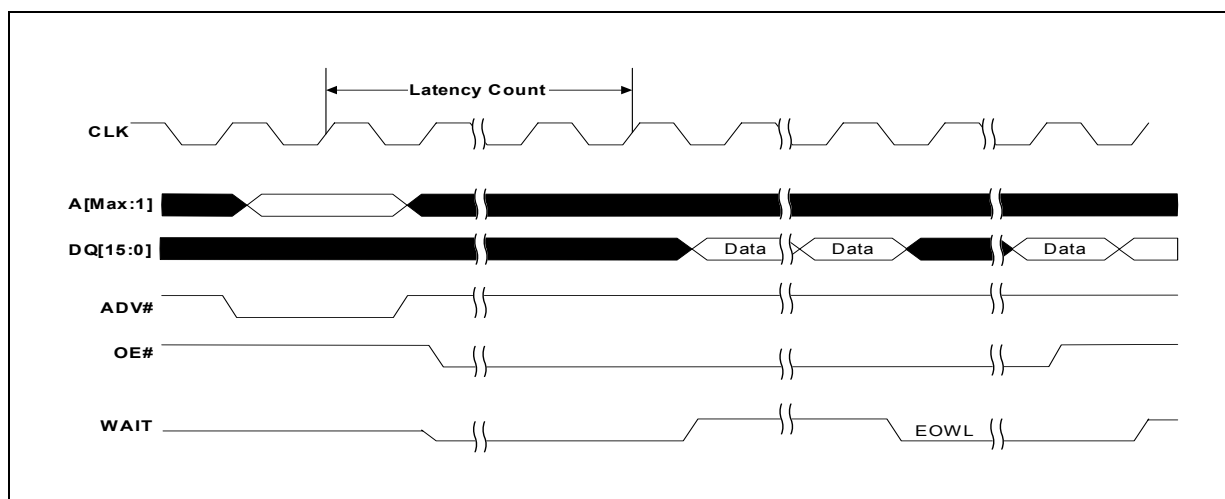 Latency Count
CLK
A[Max:1]
DQ[15:0]
Data
Data
Data
ADV#
OE#
WAIT
EOWL